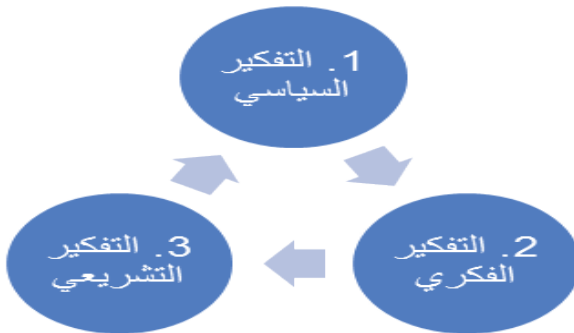 1. التفكير
السياسي
2. التفكير
الفكري
3. التفكير
التشريعي